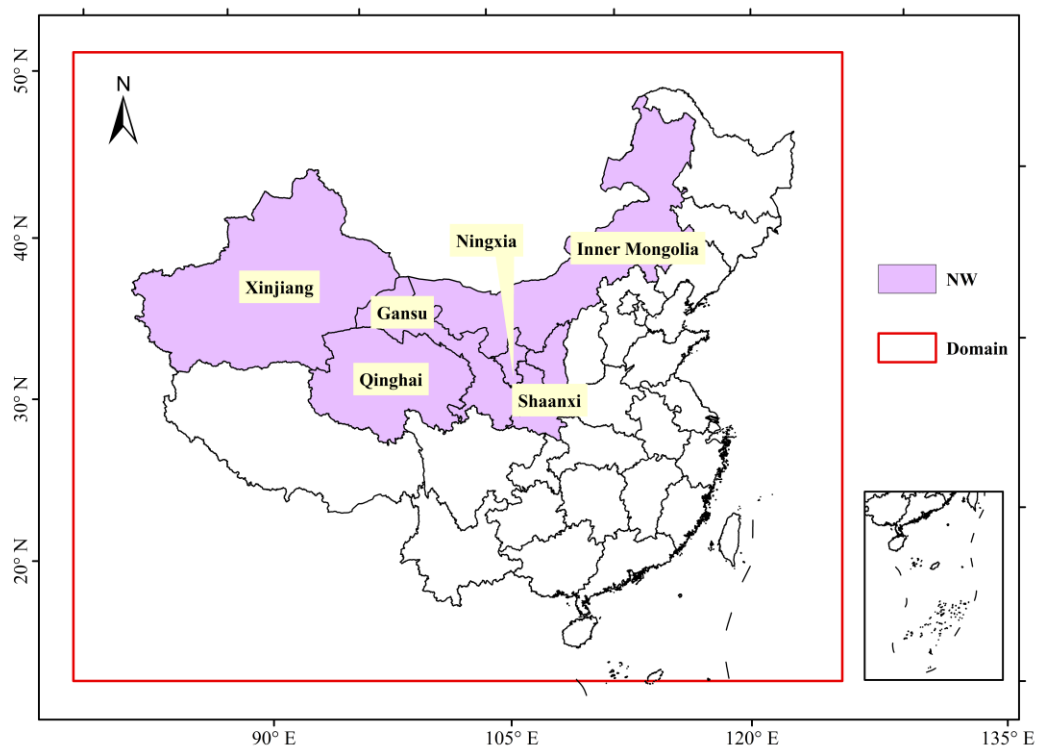 N
50° N
40° N
30° N
20° N
Ningxia
Inner Mongolia
Xinjiang
Gansu
Qinghai
Shaanxi
NW
Domain
90° E
105° E
120° E
135° E